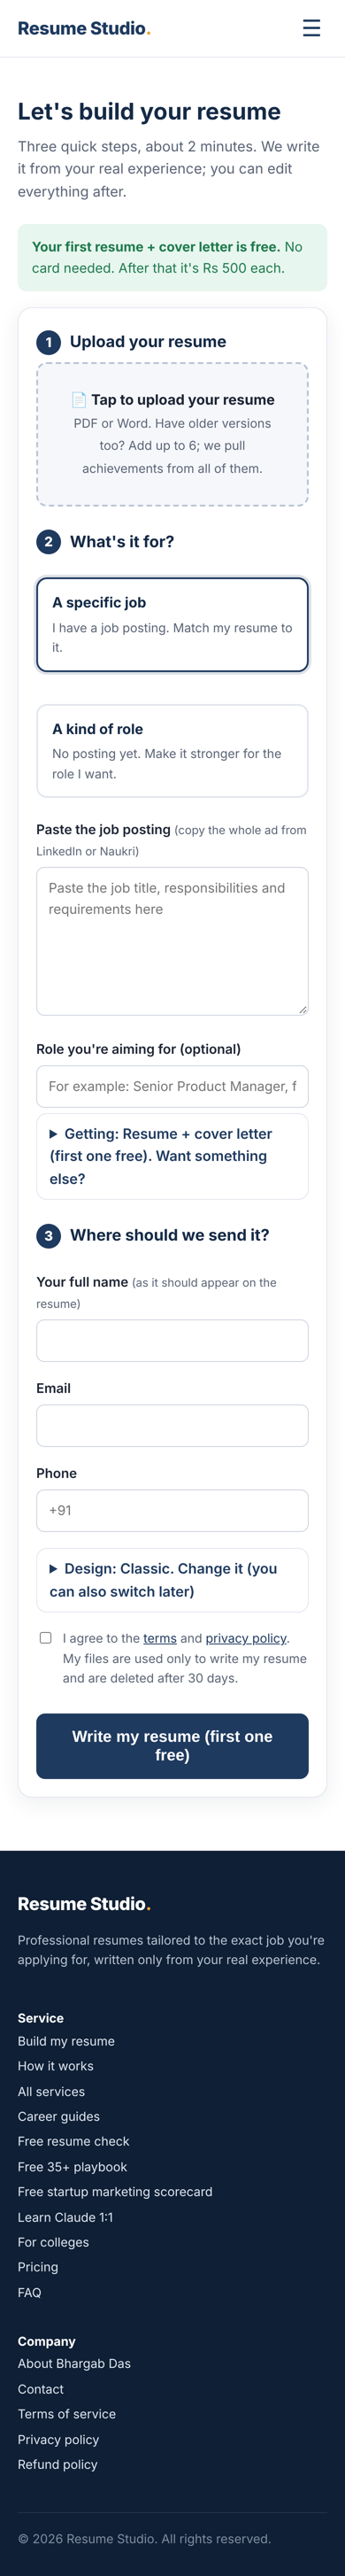 Resume Studio.
☰
Let's build your resume
Three quick steps, about 2 minutes. We write
it from your real experience; you can edit
everything after.
Your first resume + cover letter is free. No
card needed. After that it's Rs 500 each.
1 Upload your resume
📄 Tap to upload your resume
PDF or Word. Have older versions
too? Add up to 6; we pull
achievements from all of them.
2 What's it for?
A specific job
I have a job posting. Match my resume to
it.
A kind of role
No posting yet. Make it stronger for the
role I want.
Paste the job posting (copy the whole ad from
LinkedIn or Naukri)
Paste the job title, responsibilities and
requirements here
Role you're aiming for (optional)
For example: Senior Product Manager, f
▶ Getting: Resume + cover letter
(first one free). Want something
else?
3 Where should we send it?
Your full name (as it should appear on the
resume)
Email
Phone
+91
▶ Design: Classic. Change it (you
can also switch later)
I agree to the terms and privacy policy.
My files are used only to write my resume
and are deleted after 30 days.
Write my resume (first one
free)
Resume Studio.
Professional resumes tailored to the exact job you're
applying for, written only from your real experience.
Service
Build my resume
How it works
All services
Career guides
Free resume check
Free 35+ playbook
Free startup marketing scorecard
Learn Claude 1:1
For colleges
Pricing
FAQ
Company
About Bhargab Das
Contact
Terms of service
Privacy policy
Refund policy
© 2026 Resume Studio. All rights reserved.